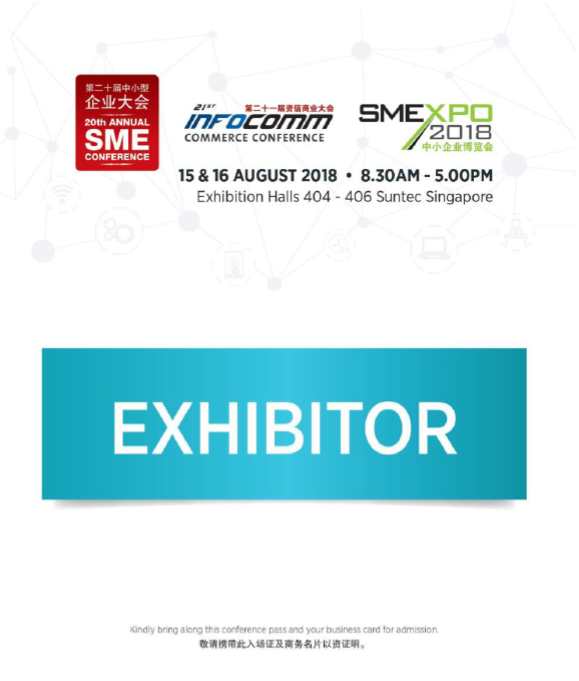 第二十届中小型
企业大会
20th ANNUAL
SME
CONFERENCE
21ST 第二十一届资信商业大会
INFOCOMM
COMMERCE CONFERENCE
SMEXPO
2018
中小企业博览会
15 & 16 AUGUST 2018 • 8.30AM - 5.00PM
Exhibition Halls 404 - 406 Suntec Singapore
EXHIBITOR
Kindly bring along this conference pass and your business card for admission.
敬请携带此入场证及商务名片以资证明。